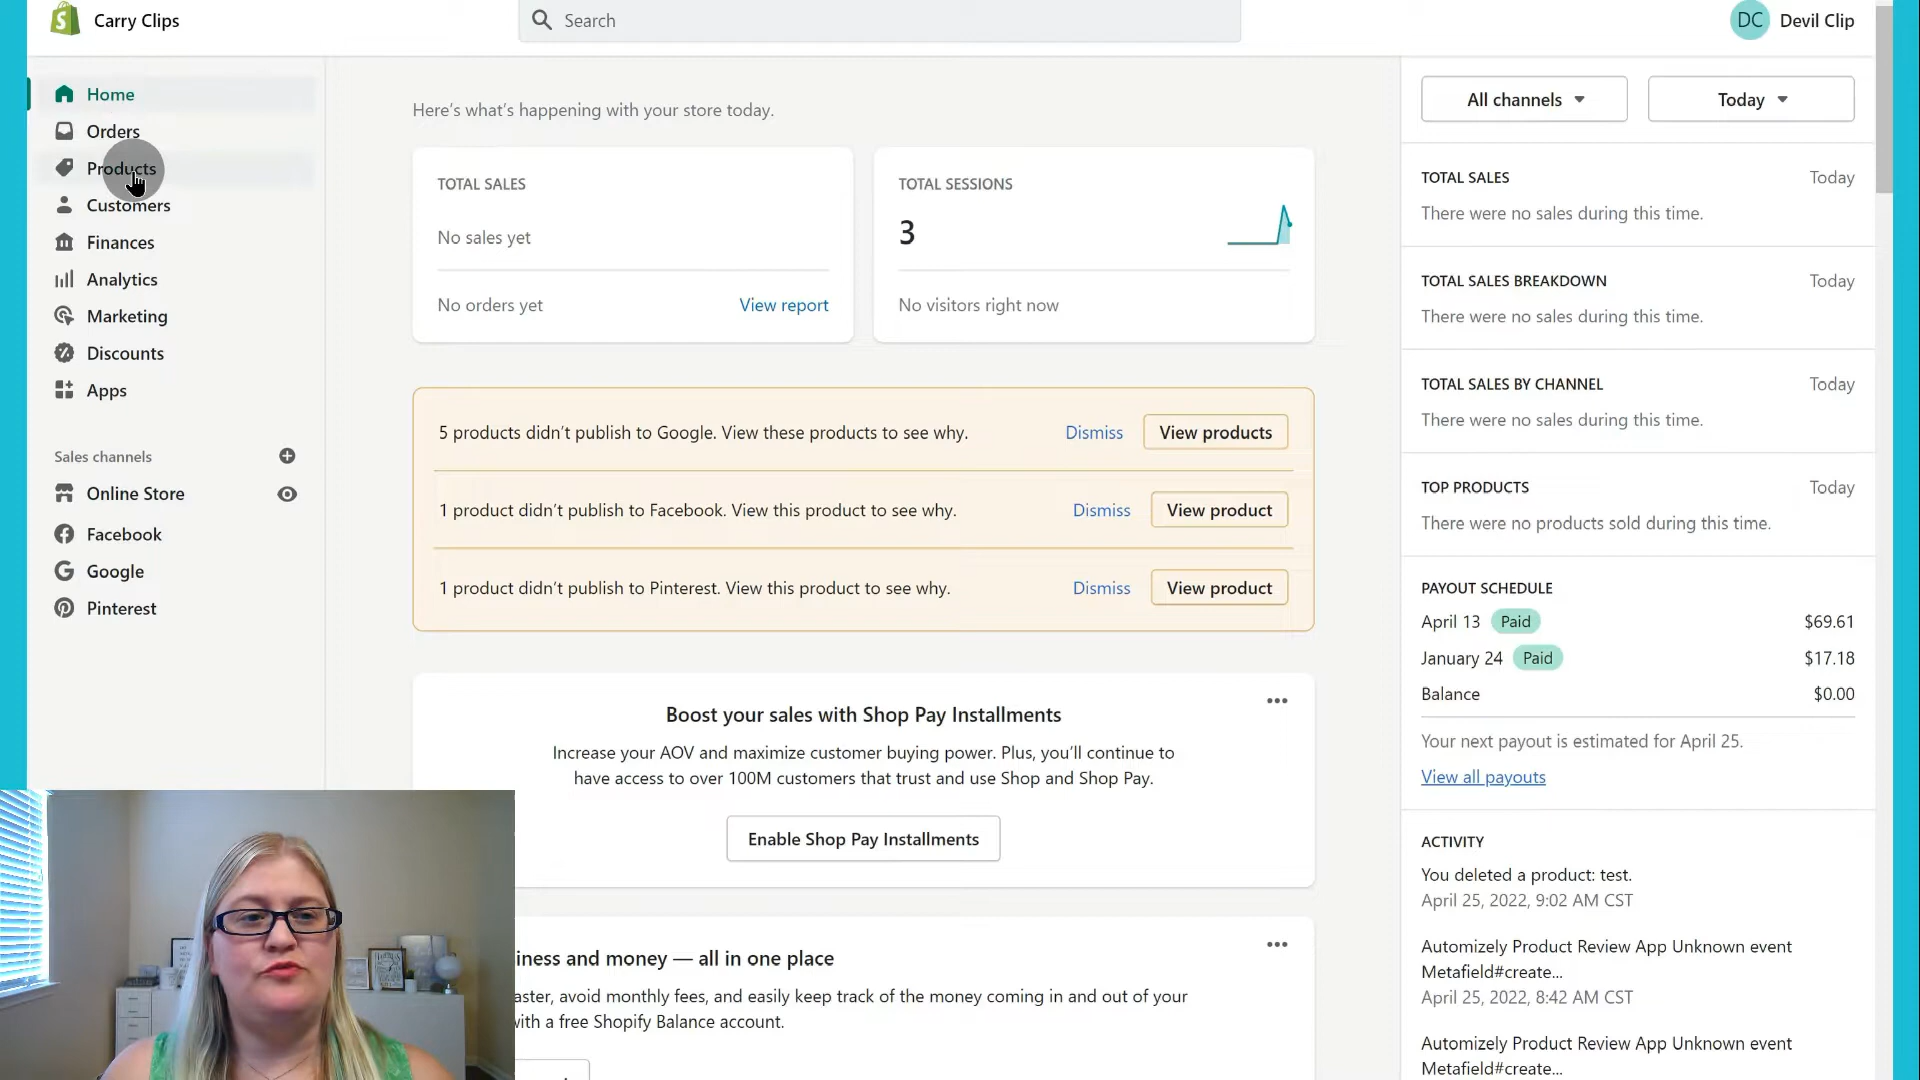 Carry Clips
Search
DC Devil Clip
Home
Orders
Products
Customers
Finances
Analytics
Marketing
Discounts
Apps
Sales channels
Online Store
Facebook
Google
Pinterest
Here's what's happening with your store today.
TOTAL SALES
No sales yet
No orders yet View report
TOTAL SESSIONS
3
No visitors right now
5 products didn't publish to Google. View these products to see why. Dismiss View products
1 product didn't publish to Facebook. View this product to see why. Dismiss View product
1 product didn't publish to Pinterest. View this product to see why. Dismiss View product
Boost your sales with Shop Pay Installments
Increase your AOV and maximize customer buying power. Plus, you'll continue to
have access to over 100M customers that trust and use Shop and Shop Pay.
Enable Shop Pay Installments
iness and money — all in one place
aster, avoid monthly fees, and easily keep track of the money coming in and out of your
with a free Shopify Balance account.
All channels Today
TOTAL SALES Today
There were no sales during this time.
TOTAL SALES BREAKDOWN Today
There were no sales during this time.
TOTAL SALES BY CHANNEL Today
There were no sales during this time.
TOP PRODUCTS Today
There were no products sold during this time.
PAYOUT SCHEDULE
April 13 Paid $69.61
January 24 Paid $17.18
Balance $0.00
Your next payout is estimated for April 25.
View all payouts
ACTIVITY
You deleted a product: test.
April 25, 2022, 9:02 AM CST
Automizely Product Review App Unknown event
Metafield#create...
April 25, 2022, 8:42 AM CST
Automizely Product Review App Unknown event
Metafield#create...